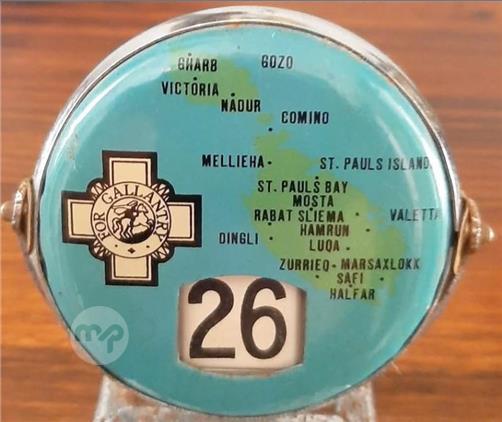 GHARB GOZO
VICTORIA
NADUR
COMINO
MELLIEHA
ST. PAULS ISLAND
ST. PAULS BAY
MOSTA
RABAT SLIEMA VALETTA
HAMRUN
DINGLI
LUQA
ZURRIEQ MARSAXLOKK
SAFI
HALFAR
FOR GALLANTRY
26
mp